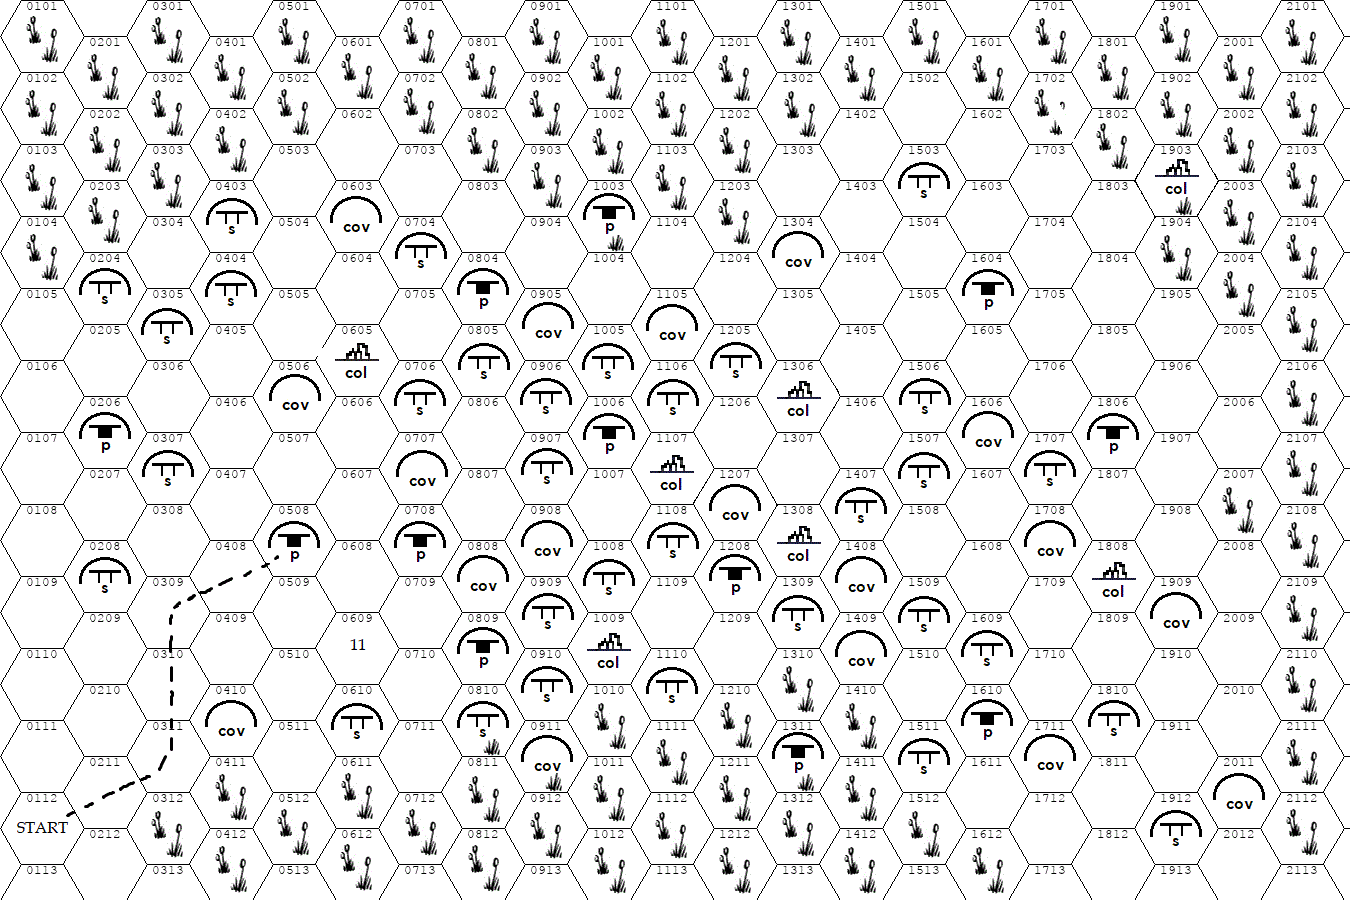 0101 0301 0501 0701 0901 1101 1301 1501 1701 1901 2101
0201 0401 0601 0801 1001 1201 1401 1601 1801 2001
0102 0302 0502 0702 0902 1102 1302 1502 1702 1902 2102
0202 0402 0602 0802 1002 1202 1402 1602 1802 2002
0103 0303 0503 0703 0903 1103 1303 1503 1703 1903 2103
0203 0403 0603 0803 1003 1203 1403 1603 1803 2003
s col
0104 0304 0504 0704 0904 1104 1304 1504 1704 1904 2104
s cov p
0204 0404 0604 0804 1004 1204 1404 1604 1804 2004
s cov
0105 0305 0505 0705 0905 1105 1305 1505 1705 1905 2105
s s p p
0205 0405 0605 0805 1005 1205 1405 1605 1805 2005
s cov cov
0106 0306 0506 0706 0906 1106 1306 1506 1706 1906 2106
col s s s
0206 0406 0606 0806 1006 1206 1406 1606 1806 2006
cov s s s col s
0107 0307 0507 0707 0907 1107 1307 1507 1707 1907 2107
p p cov p
0207 0407 0607 0807 1007 1207 1407 1607 1807 2007
s cov s col s s
0108 0308 0508 0708 0908 1108 1308 1508 1708 1908 2108
cov s
0208 0408 0608 0808 1008 1208 1408 1608 1808 2008
p p cov s col cov
0109 0309 0509 0709 0909 1109 1309 1509 1709 1909 2109
s cov s p cov col
0209 0409 0609 0809 1009 1209 1409 1609 1809 2009
s s s cov
11
0110 0310 0510 0710 0910 1110 1310 1510 1710 1910 2110
p col cov s
0210 0410 0610 0810 1010 1210 1410 1610 1810 2010
s s
0111 0311 0511 0711 0911 1111 1311 1511 1711 1911 2111
cov s s p s
0211 0411 0611 0811 1011 1211 1411 1611 1811 2011
cov p s cov
0112 0312 0512 0712 0912 1112 1312 1512 1712 1912 2112
cov
START
0212 0412 0612 0812 1012 1212 1412 1612 1812 2012
s
0113 0313 0513 0713 0913 1113 1313 1513 1713 1913 2113